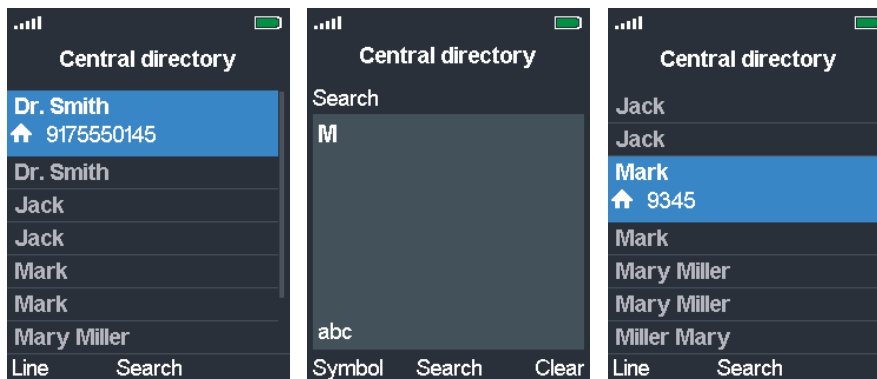 Central directory
Dr. Smith
9175550145
Dr. Smith
Jack
Jack
Mark
Mark
Mary Miller
Line Search
Central directory
Search
M
abc
Symbol Search Clear
Central directory
Jack
Jack
Mark
9345
Mark
Mary Miller
Mary Miller
Miller Mary
Line Search